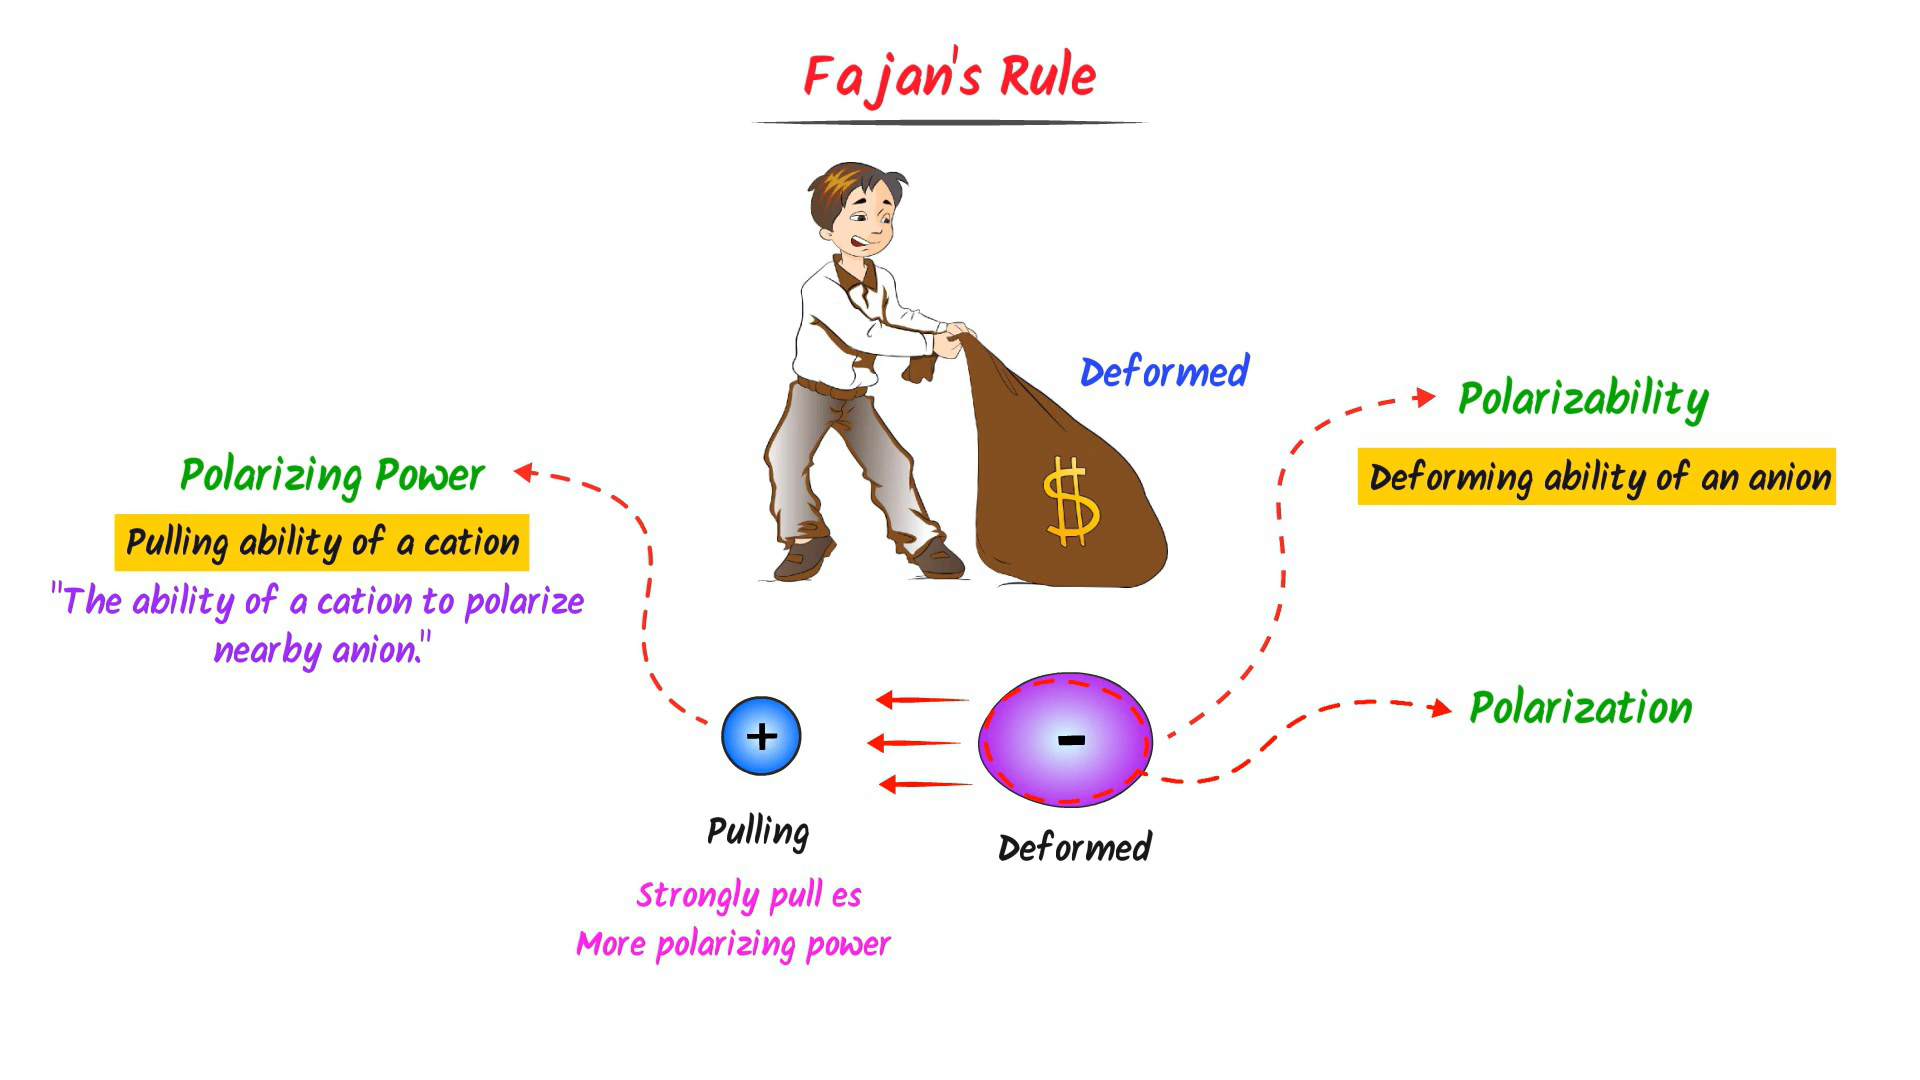 Fajan's Rule
Deformed
Polarizability
Deforming ability of an anion
Polarizing Power
Pulling ability of a cation
"The ability of a cation to polarize
nearby anion."
$
+
-
Polarization
Pulling
Deformed
Strongly pull es
More polarizing power